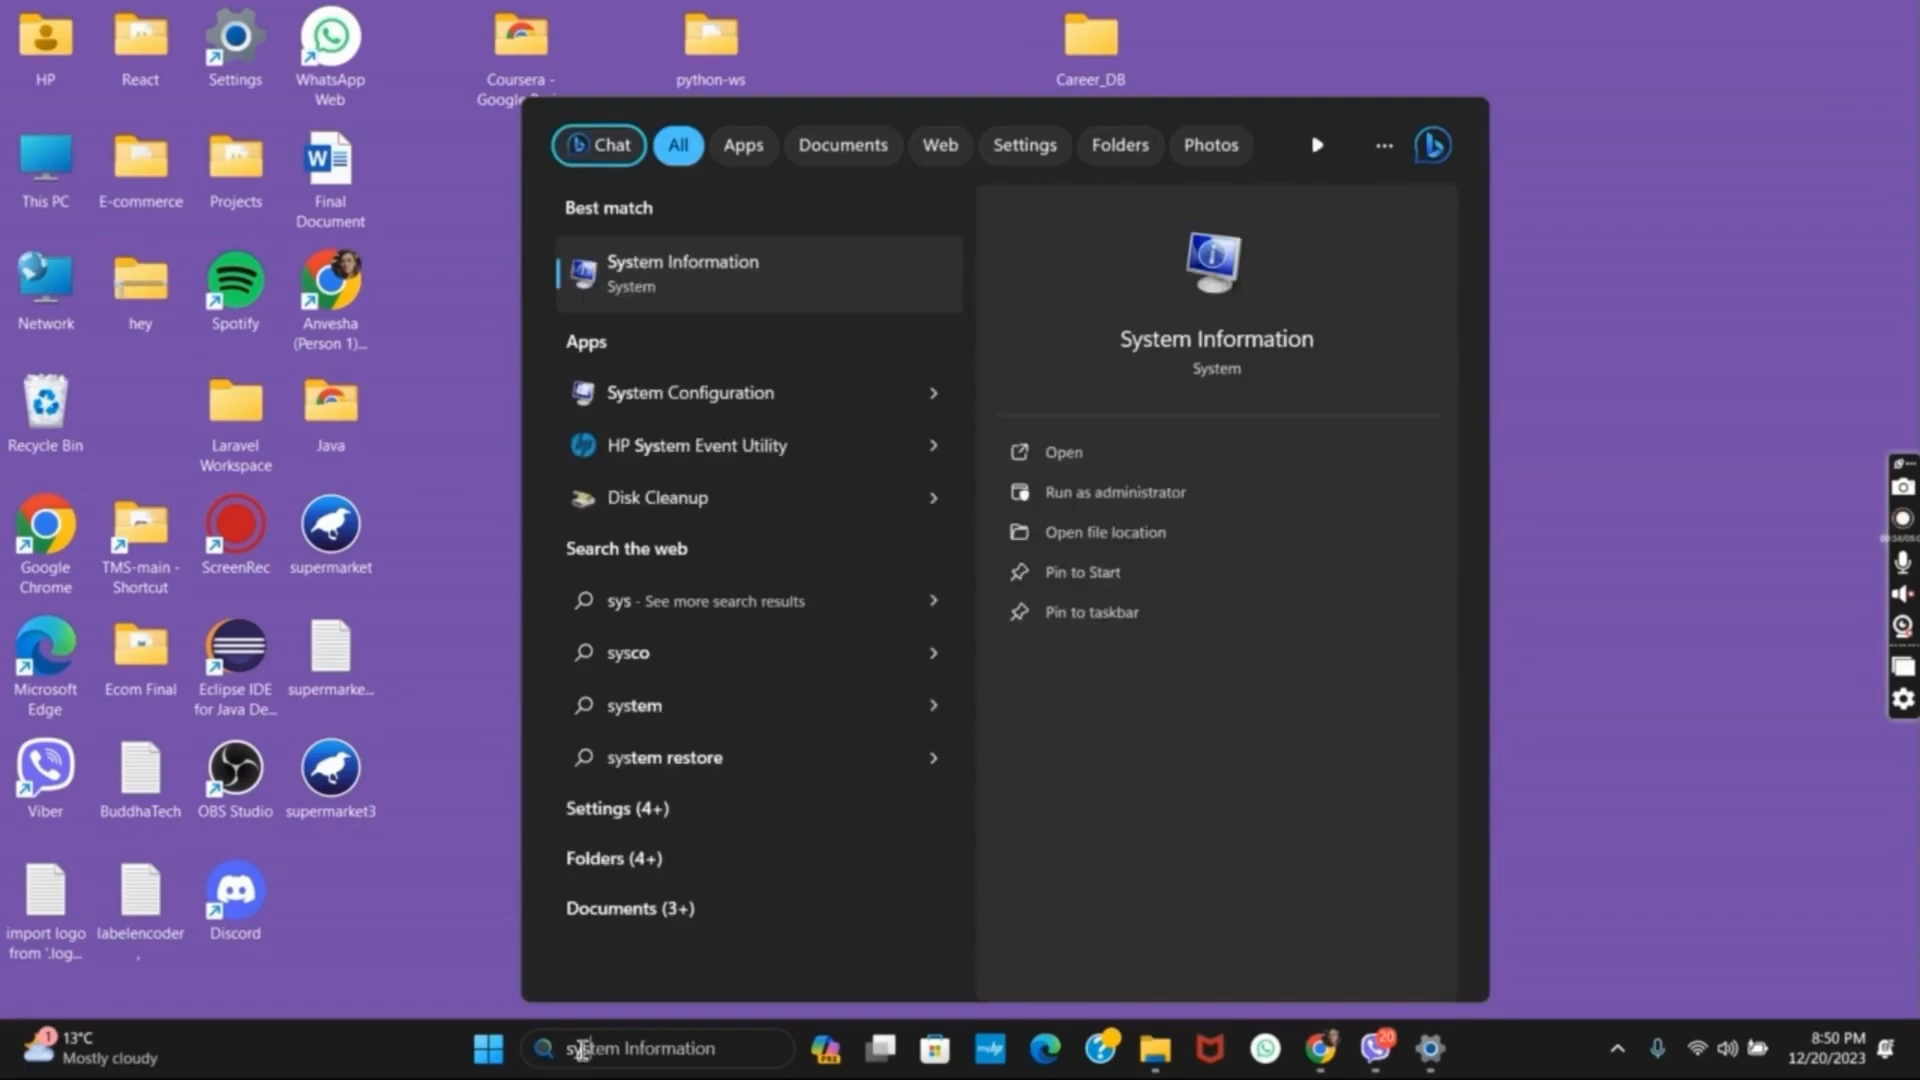 HP
React
Settings
WhatsApp
Web
Coursera -
python-ws
Career_DB
This PC
E-commerce
Projects
Final
Document
Network
hey
Spotify
Anvesha
(Person 1)...
Recycle Bin
Laravel
Workspace
Java
Google
Chrome
TMS-main -
Shortcut
ScreenRec
supermarket
Microsoft
Edge
Ecom Final
Eclipse IDE
for Java De...
supermarke...
Viber
BuddhaTech
OBS Studio
supermarket3
import logo
from '.log...
labelencoder
,
Discord
Chat
All
Apps
Documents
Web
Settings
Folders
Photos
Best match
System Information
System
Apps
System Configuration
HP System Event Utility
Disk Cleanup
Search the web
sys - See more search results
sysco
system
system restore
Settings (4+)
Folders (4+)
Documents (3+)
System Information
System
Open
Run as administrator
Open file location
Pin to Start
Pin to taskbar
1
13°C
Mostly cloudy
system Information
PRE
myhp
20
8:50 PM
12/20/2023